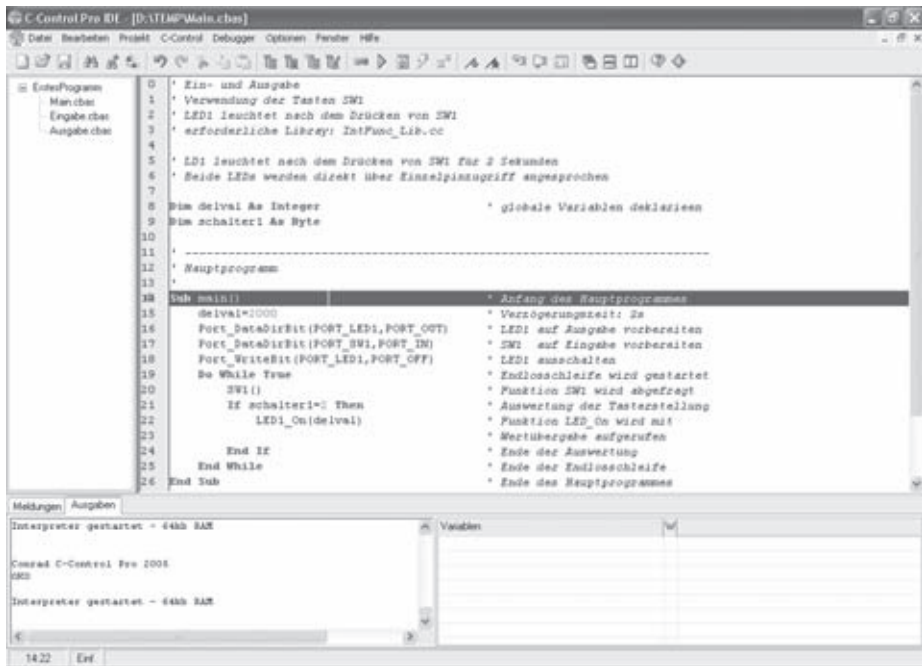 C-Control Pro IDE - [D:\TEMP\Main.cbas]
Datei Bearbeiten Projekt C-Control Debugger Optionen Fenster Hilfe
ErstesProgramm
Main.cbas
Eingabe.cbas
Ausgabe.cbas
0 ' Ein- und Ausgabe
1 ' Verwendung der Tasten SW1
2 ' LED1 leuchtet nach dem Drücken von SW1
3 ' erforderliche Library: IntFunc_Lib.cc
4
5 ' LD1 leuchtet nach dem Drücken von SW1 für 2 Sekunden
6 ' Beide LEDs werden direkt über Einzelpinzugriff angesprochen
7
8 Dim delval As Integer ' globale Variablen deklarieen
9 Dim schalter1 As Byte
10
11 ' ----------------------------------------------------------------
12 ' Hauptprogramm
13 '
14 Sub main() ' Anfang des Hauptprogrammes
15 delval=2000 ' Verzögerungszeit: 2s
16 Port_DataDirBit(PORT_LED1,PORT_OUT) ' LED1 auf Ausgabe vorbereiten
17 Port_DataDirBit(PORT_SW1,PORT_IN) ' SW1 auf Eingabe vorbereiten
18 Port_WriteBit(PORT_LED1,PORT_OFF) ' LED1 ausschalten
19 Do While True ' Endlosschleife wird gestartet
20 SW1() ' Funktion SW1 wird abgefragt
21 If schalter1= Then ' Auswertung der Tasterstellung
22 LED1_On(delval) ' Funktion LED_On wird mit
23 ' Wertübergabe aufgerufen
24 End If ' Ende der Auswertung
25 End While ' Ende der Endlosschleife
26 End Sub ' Ende des Hauptprogrammes
Meldungen Ausgaben
Interpreter gestartet - 64kb RAM
Variablen
Conrad C-Control Pro 2008
Interpreter gestartet - 64kb RAM
14:22 Einf